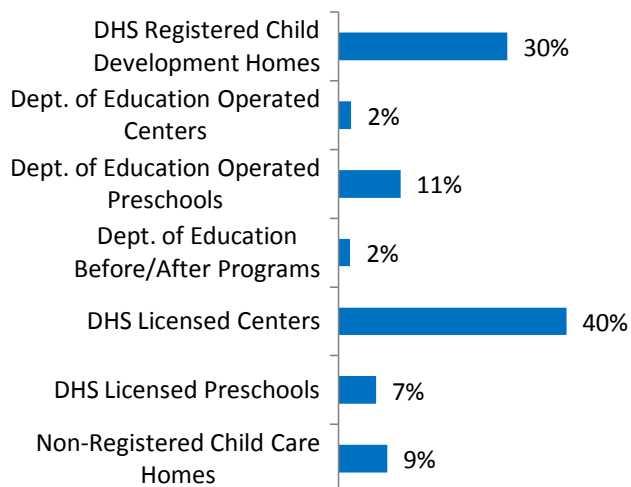 DHS Registered Child
Development Homes
30%
Dept. of Education Operated
Centers
2%
Dept. of Education Operated
Preschools
11%
Dept. of Education
Before/After Programs
2%
DHS Licensed Centers
40%
DHS Licensed Preschools
7%
Non-Registered Child Care
Homes
9%